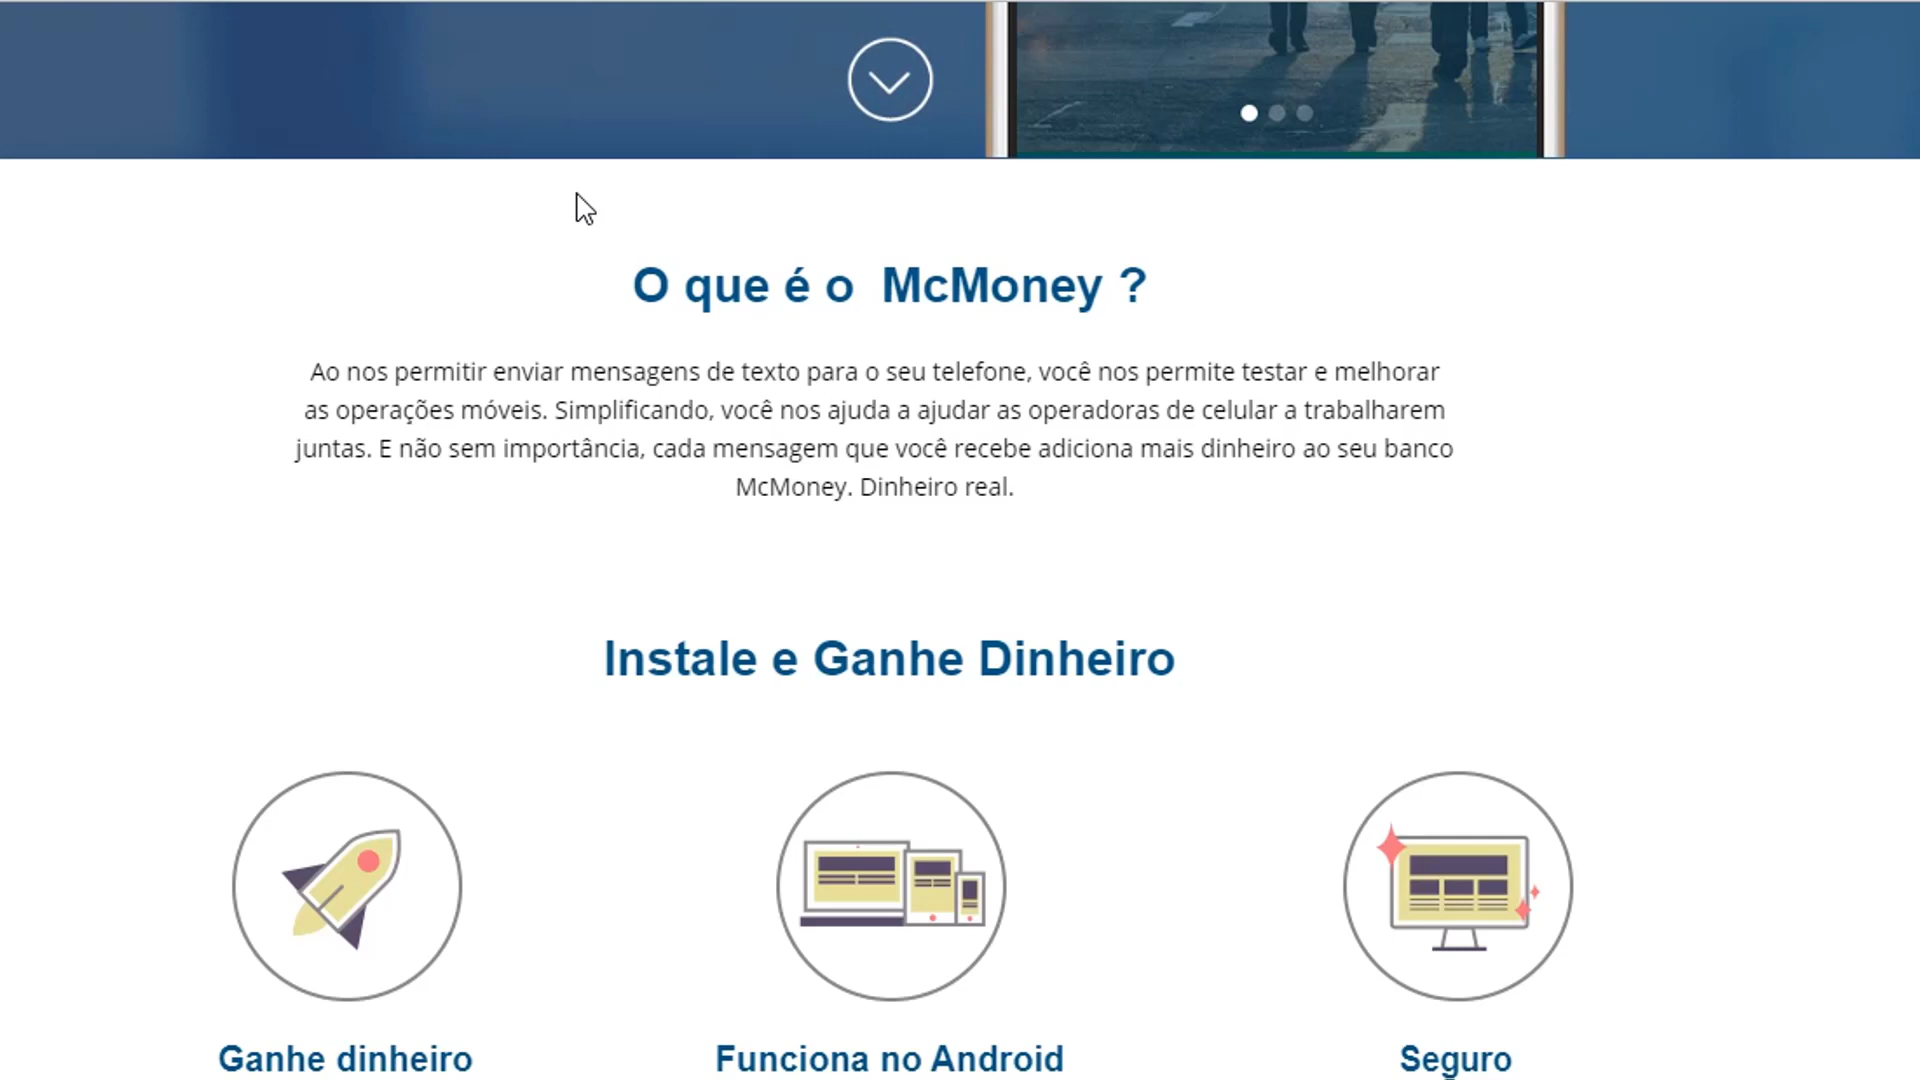 O que é o McMoney ?
Ao nos permitir enviar mensagens de texto para o seu telefone, você nos permite testar e melhorar
as operações móveis. Simplificando, você nos ajuda a ajudar as operadoras de celular a trabalharem
juntas. E não sem importância, cada mensagem que você recebe adiciona mais dinheiro ao seu banco
McMoney. Dinheiro real.
Instale e Ganhe Dinheiro
Ganhe dinheiro
Funciona no Android
Seguro